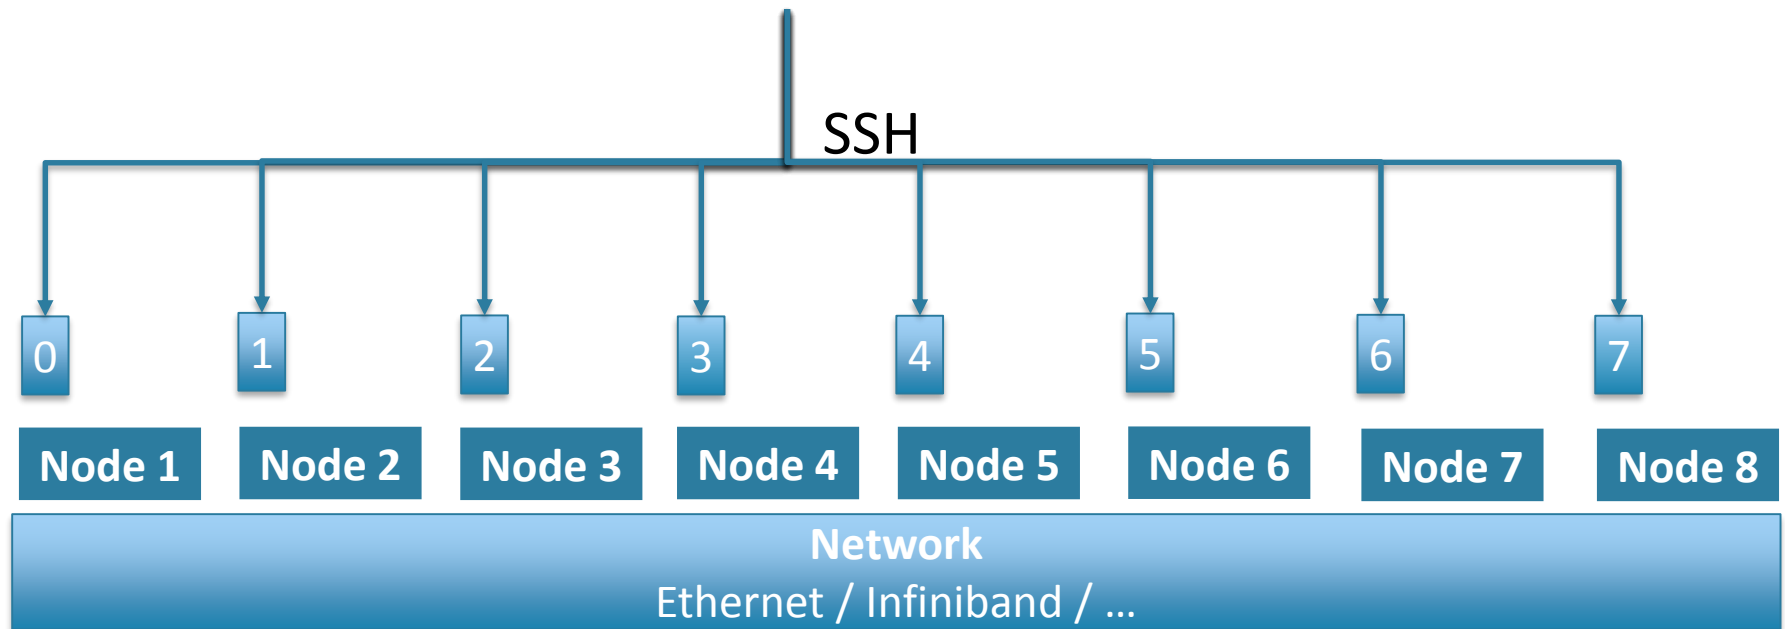 SSH
0
1
2
3
4
5
6
7
Node 1
Node 2
Node 3
Node 4
Node 5
Node 6
Node 7
Node 8
Network
Ethernet / Infiniband / ...